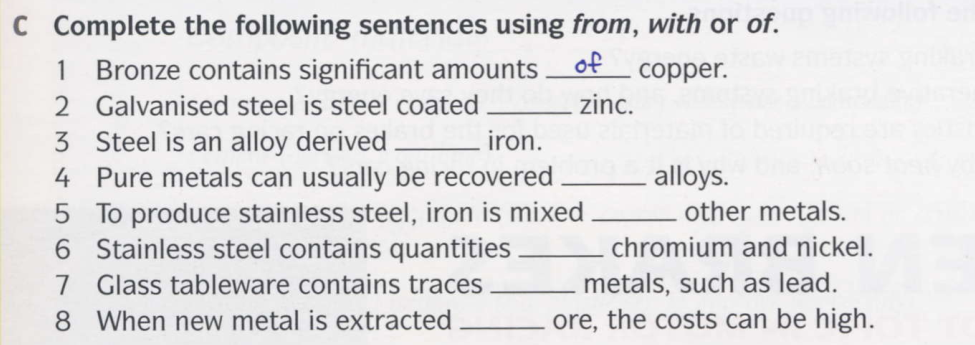 C Complete the following sentences using from, with or of.
1 Bronze contains significant amounts of copper.
2 Galvanised steel is steel coated ______ zinc.
3 Steel is an alloy derived ______ iron.
4 Pure metals can usually be recovered ______ alloys.
5 To produce stainless steel, iron is mixed ______ other metals.
6 Stainless steel contains quantities ______ chromium and nickel.
7 Glass tableware contains traces ______ metals, such as lead.
8 When new metal is extracted ______ ore, the costs can be high.